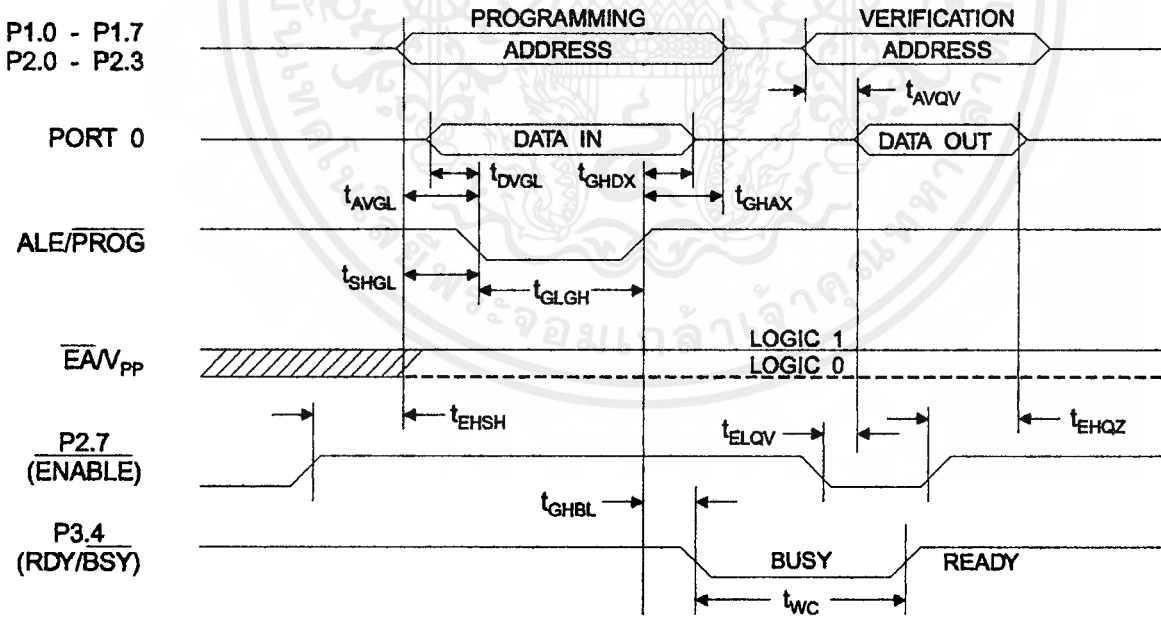 PROGRAMMING VERIFICATION
P1.0 - P1.7
P2.0 - P2.3
ADDRESS ADDRESS
tAVQV
PORT 0 DATA IN DATA OUT
tDVGL tGHDX
tAVGL tGHAX
ALE/PROG
tSHGL tGLGH
LOGIC 1
EA/VPP
LOGIC 0
tEHSH tELQV tEHQZ
P2.7
(ENABLE)
tGHBL
P3.4
(RDY/BSY)
BUSY READY
tWC